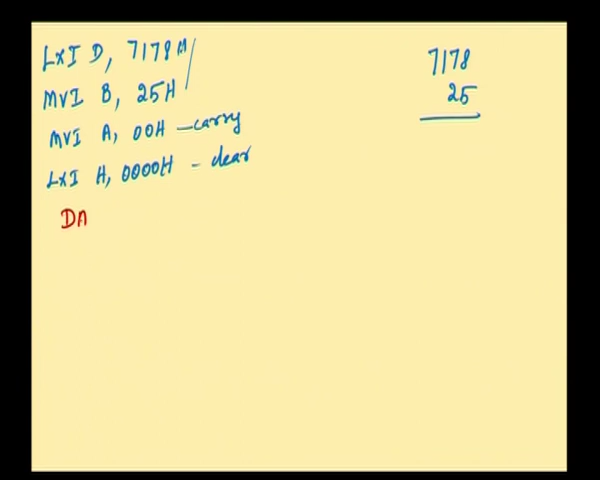 LXI D, 7178H
MVI B, 25H
MVI A, 00H - carry
LXI H, 0000H - clear
DA
7178
25